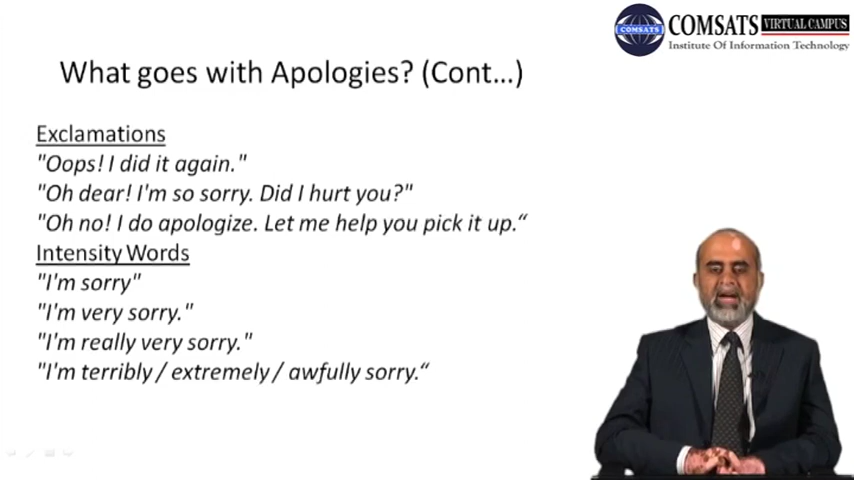 COMSATS
COMSATS VIRTUAL CAMPUS
Institute Of Information Technology
What goes with Apologies? (Cont...)
Exclamations
"Oops! I did it again."
"Oh dear! I'm so sorry. Did I hurt you?"
"Oh no! I do apologize. Let me help you pick it up.“
Intensity Words
"I'm sorry"
"I'm very sorry."
"I'm really very sorry."
"I'm terribly / extremely / awfully sorry.“